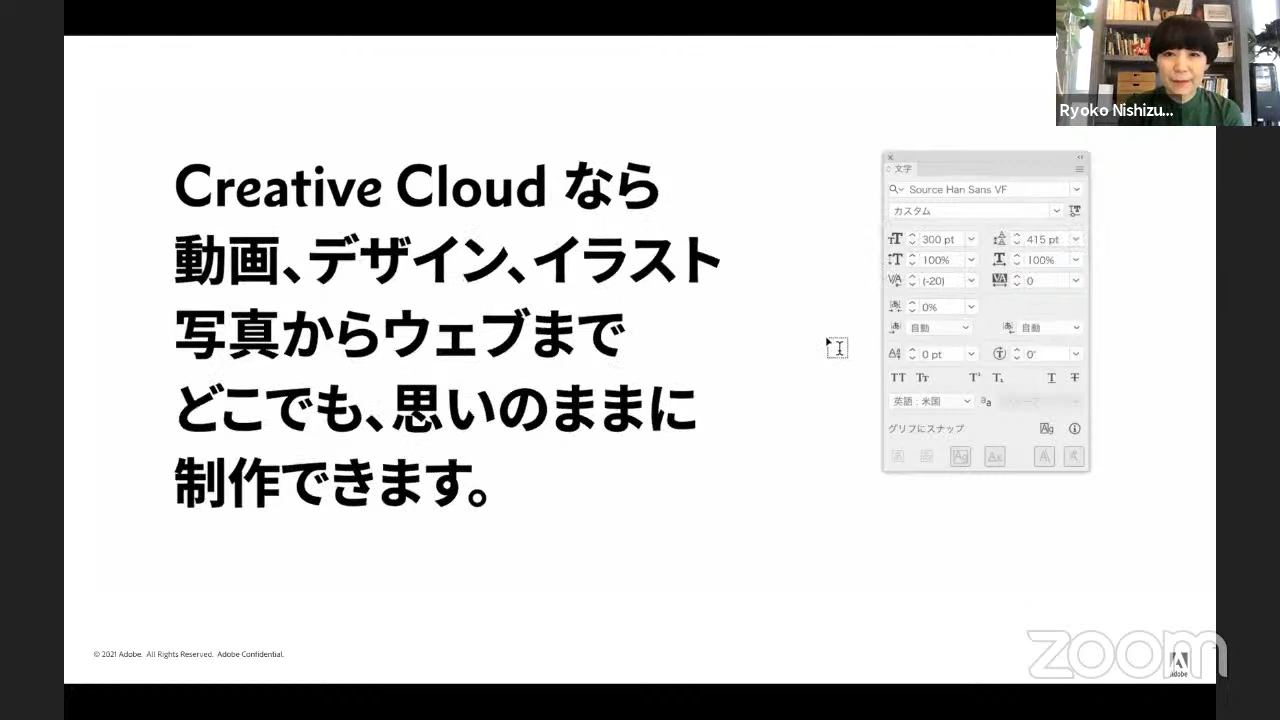 Ryoko Nishizu...
Creative Cloud なら
動画、デザイン、イラスト
写真からウェブまで
どこでも、思いのままに
制作できます。
文字
Source Han Sans VF
カスタム
300 pt 415 pt
100% 100%
(-20) 0
0%
自動 自動
0 pt 0°
英語 : 米国
グリフにスナップ
© 2021 Adobe. All Rights Reserved. Adobe Confidential.
zoom
Adobe